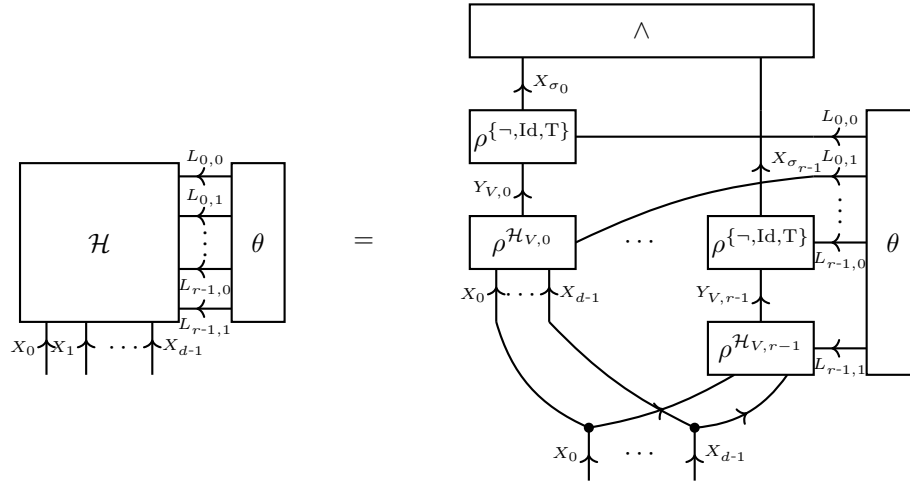 ∧
X_{σ_0}
ρ^{{¬,Id,T}} L_{0,0}
L_{0,0} X_{σ_{r-1}} L_{0,1}
L_{0,1} Y_{V,0}
⋮ ⋮
H θ = ρ^{H_{V,0}} ... ρ^{{¬,Id,T}} θ
L_{r-1,0} L_{r-1,0}
X_0 ... X_{d-1} Y_{V,r-1}
L_{r-1,1}
X_0 X_1 ... X_{d-1} ρ^{H_{V,r-1}}
L_{r-1,1}
X_0 ... X_{d-1}